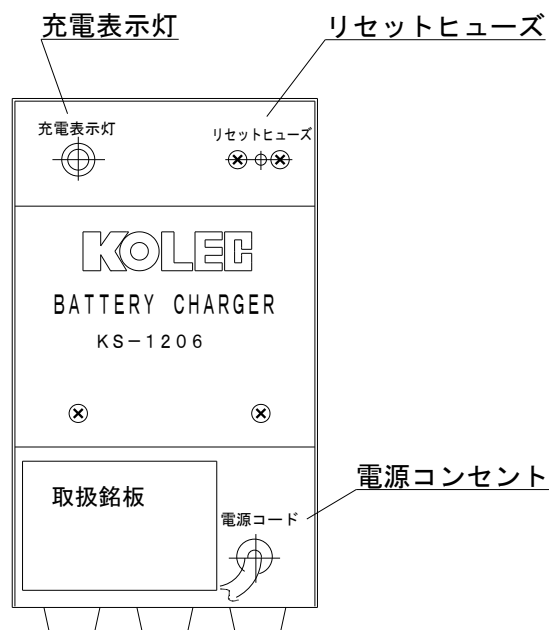 充電表示灯
リセットヒューズ
充電表示灯
リセットヒューズ
KOLEC
BATTERY CHARGER
KS-1206
電源コンセント
取扱銘板
電源コード